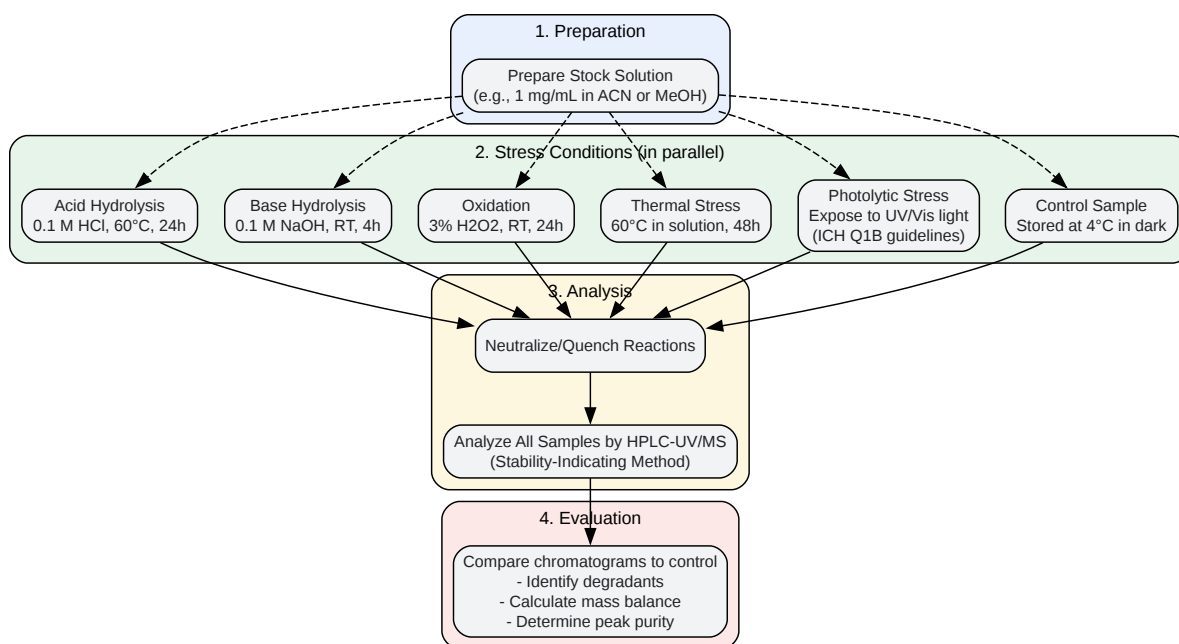 1. Preparation
Prepare Stock Solution
(e.g., 1 mg/mL in ACN or MeOH)
2. Stress Conditions (in parallel)
Acid Hydrolysis
0.1 M HCl, 60°C, 24h
Base Hydrolysis
0.1 M NaOH, RT, 4h
Oxidation
3% H2O2, RT, 24h
Thermal Stress
60°C in solution, 48h
Photolytic Stress
Expose to UV/Vis light
(ICH Q1B guidelines)
Control Sample
Stored at 4°C in dark
3. Analysis
Neutralize/Quench Reactions
Analyze All Samples by HPLC-UV/MS
(Stability-Indicating Method)
4. Evaluation
Compare chromatograms to control
- Identify degradants
- Calculate mass balance
- Determine peak purity